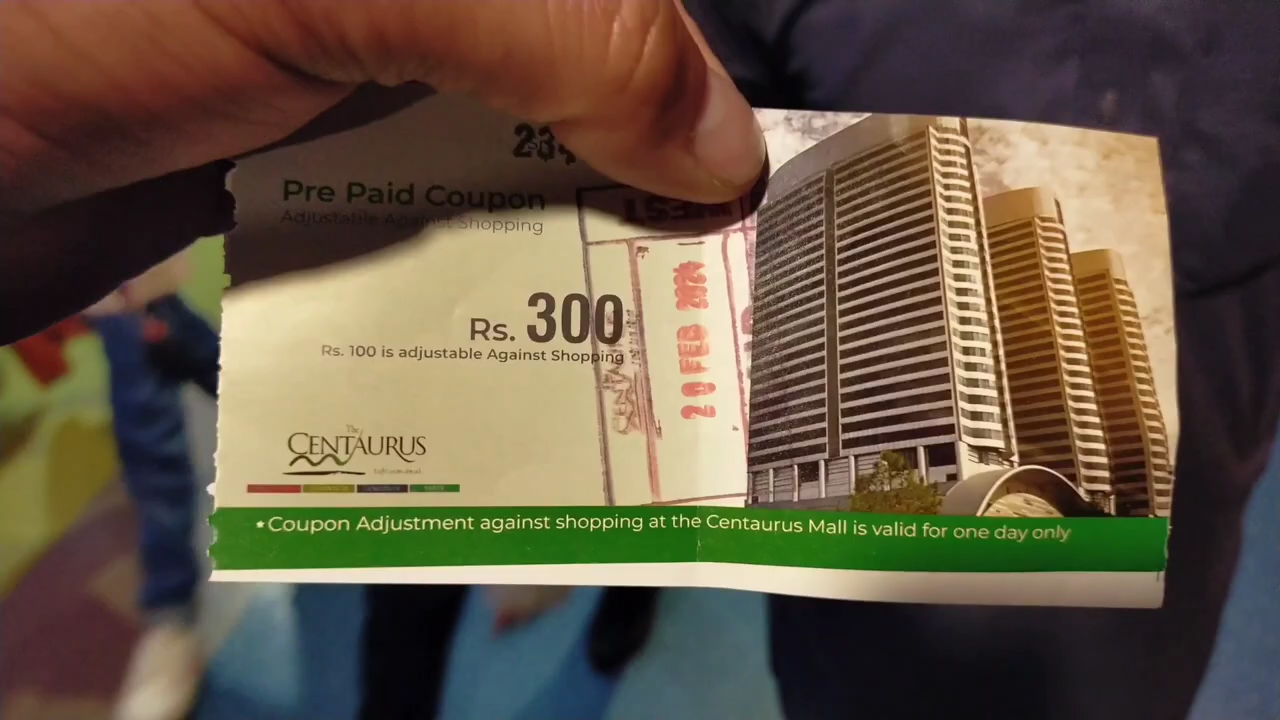 Pre Paid Coupon
Adjustable Against Shopping
Rs. 300
Rs. 100 is adjustable Against Shopping
20 FEB 2024
The
CENTAURUS
*Coupon Adjustment against shopping at the Centaurus Mall is valid for one day only